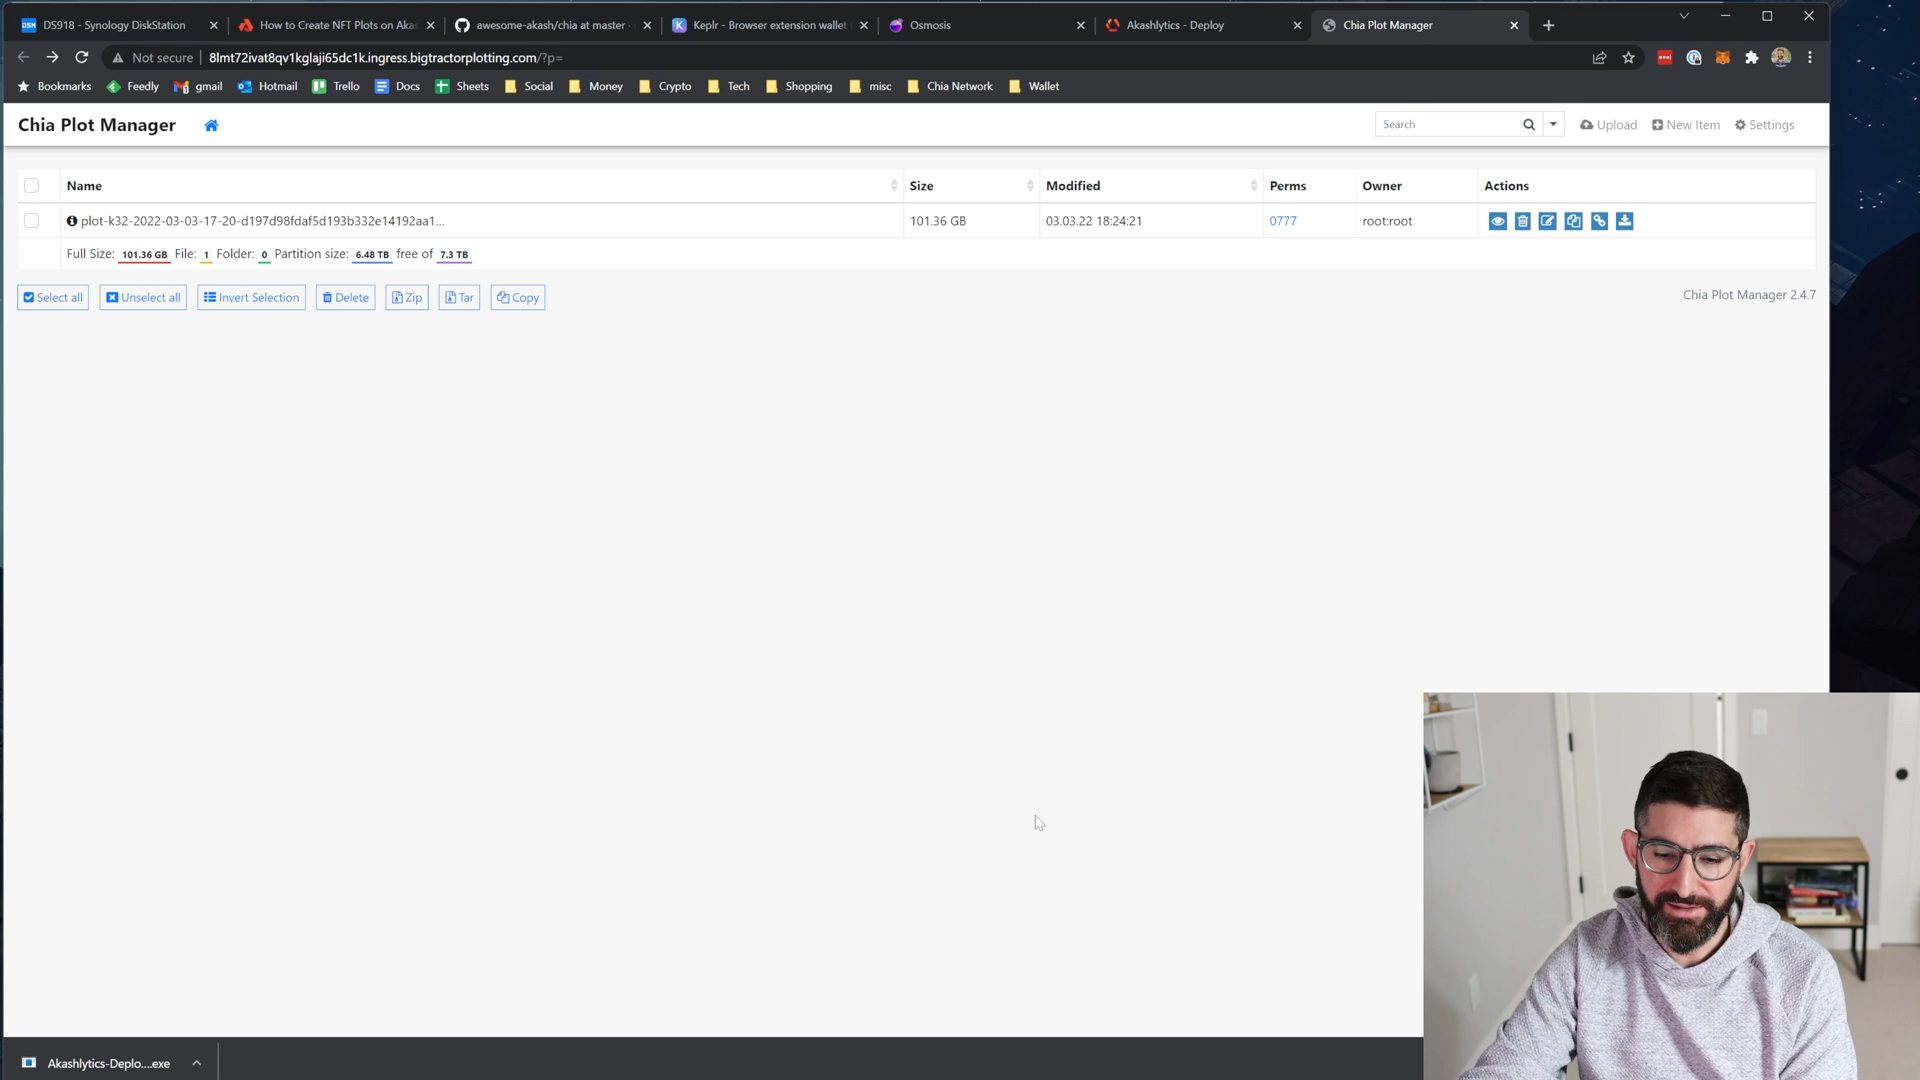 DSM DS918 - Synology DiskStation
How to Create NFT Plots on Aka
awesome-akash/chia at master ·
Keplr - Browser extension wallet
Osmosis
Akashlytics - Deploy
Chia Plot Manager
Not secure
8lmt72ivat8qv1kglaji65dc1k.ingress.bigtractorplotting.com/?p=
Bookmarks Feedly gmail Hotmail Trello Docs Sheets Social Money Crypto Tech Shopping misc Chia Network Wallet
Chia Plot Manager
Search
Upload New Item Settings
Name Size Modified Perms Owner Actions
plot-k32-2022-03-03-17-20-d197d98fdaf5d193b332e14192aa1... 101.36 GB 03.03.22 18:24:21 0777 root:root
Full Size: 101.36 GB File: 1 Folder: 0 Partition size: 6.48 TB free of 7.3 TB
Select all Unselect all Invert Selection Delete Zip Tar Copy
Chia Plot Manager 2.4.7
Akashlytics-Deplo....exe